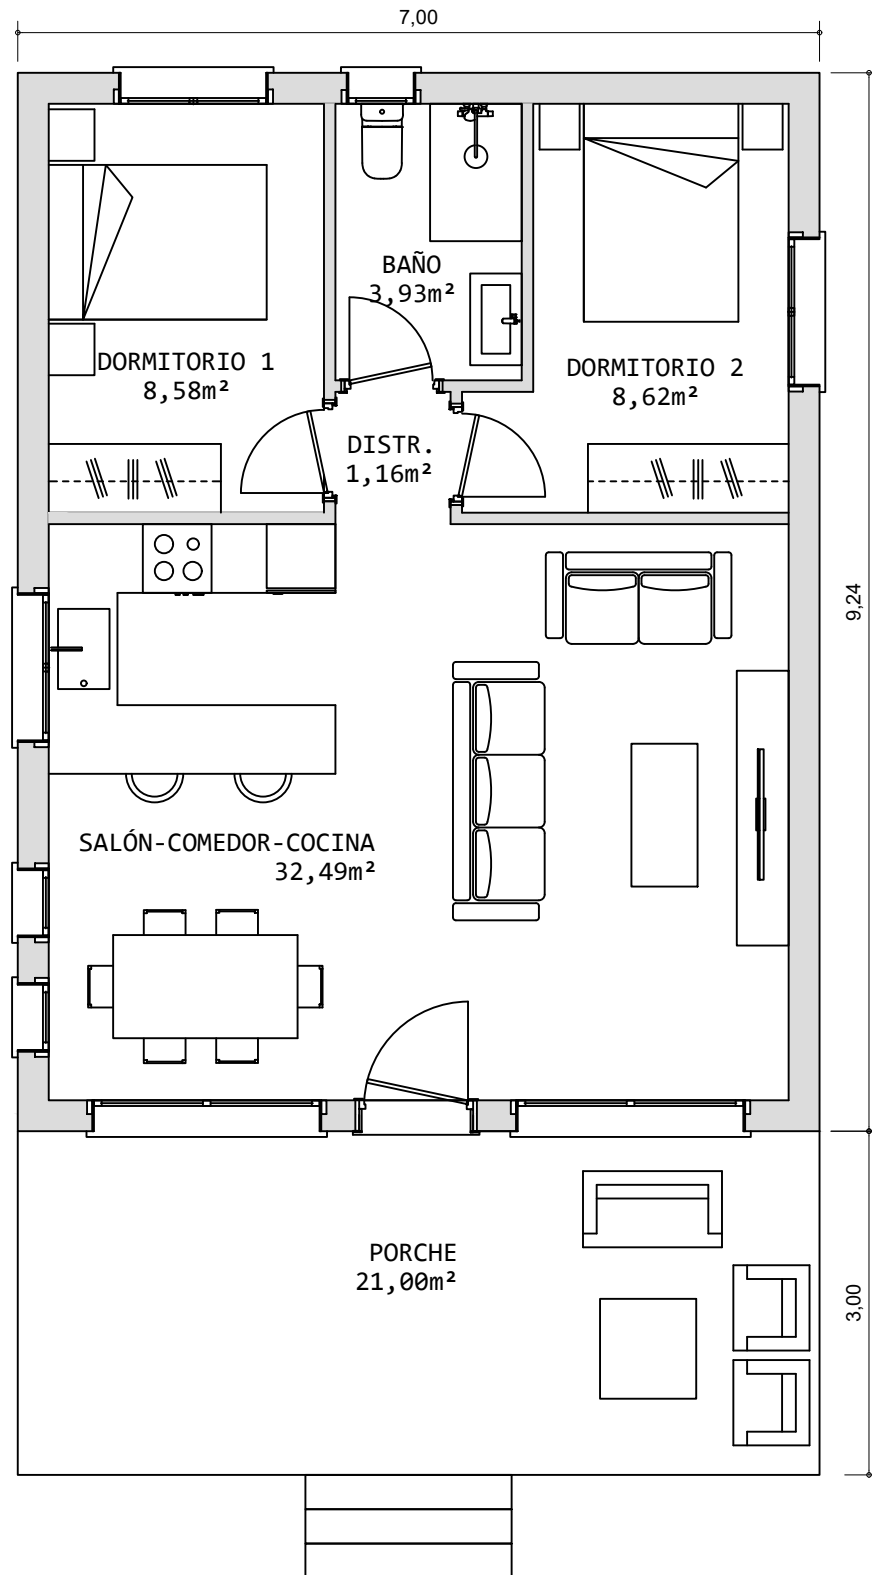 7,00
BAÑO
3,93m²
DORMITORIO 1
8,58m²
DORMITORIO 2
8,62m²
DISTR.
1,16m²
9,24
SALÓN-COMEDOR-COCINA
32,49m²
PORCHE
21,00m²
3,00